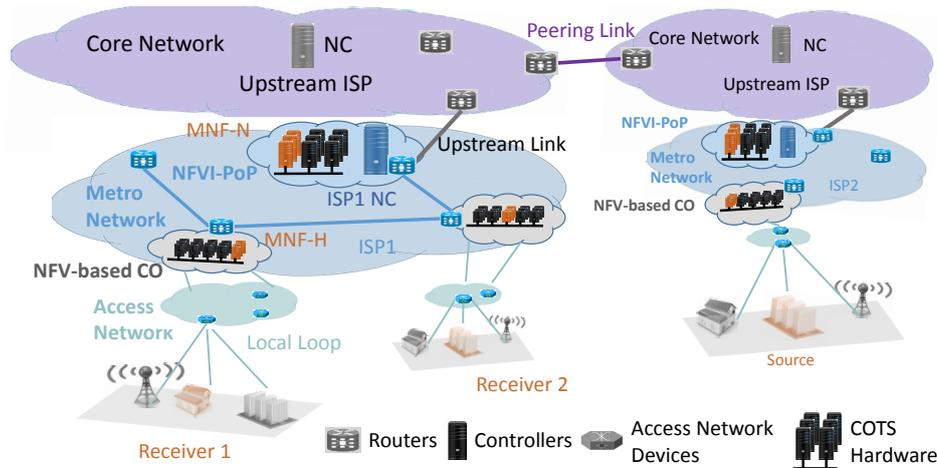 Core Network
NC
Upstream ISP
Peering Link
Core Network
NC
Upstream ISP
MNF-N
NFVI-PoP
ISP1 NC
Upstream Link
Metro
Network
MNF-H
ISP1
NFV-based CO
Access
Network
Local Loop
Receiver 1
Receiver 2
NFVI-PoP
Metro
Network
ISP2
NFV-based CO
Source
Routers
Controllers
Access Network
Devices
COTS
Hardware